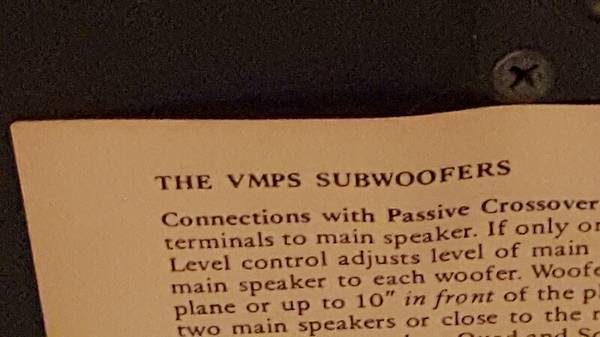 THE VMPS SUBWOOFERS
Connections with Passive Crossover
terminals to main speaker. If only
Level control adjusts level of main
main speaker to each woofer.
plane or up to 10" in front of the
two main speakers or close to the
Quad and